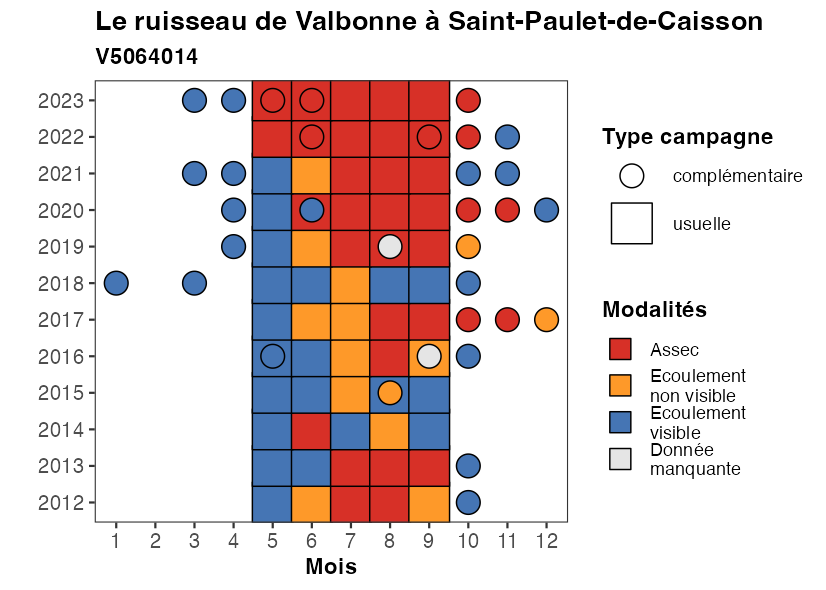 Le ruisseau de Valbonne à Saint-Paulet-de-Caisson
V5064014
2023
2022
2021
2020
2019
2018
2017
2016
2015
2014
2013
2012
1 2 3 4 5 6 7 8 9 10 11 12
Mois
Type campagne
complémentaire
usuelle
Modalités
Assec
Ecoulement
non visible
Ecoulement
visible
Donnée
manquante